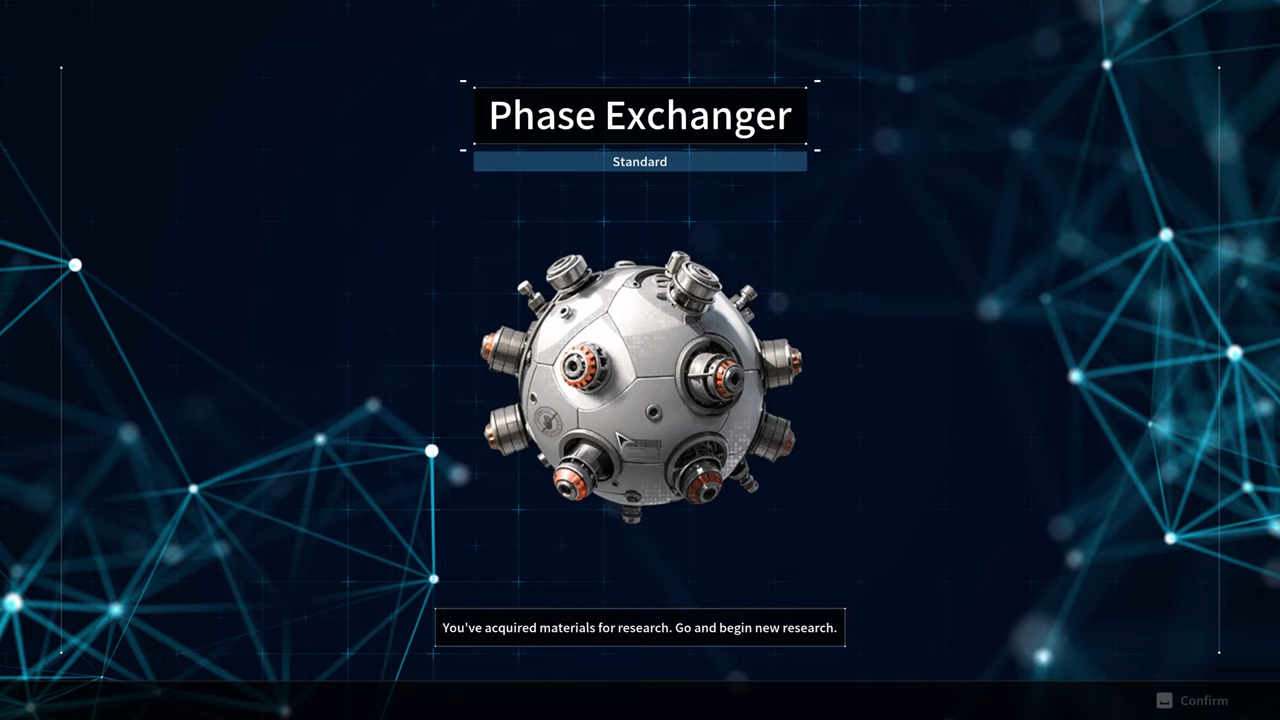 Phase Exchanger
Standard
You've acquired materials for research. Go and begin new research.
Confirm